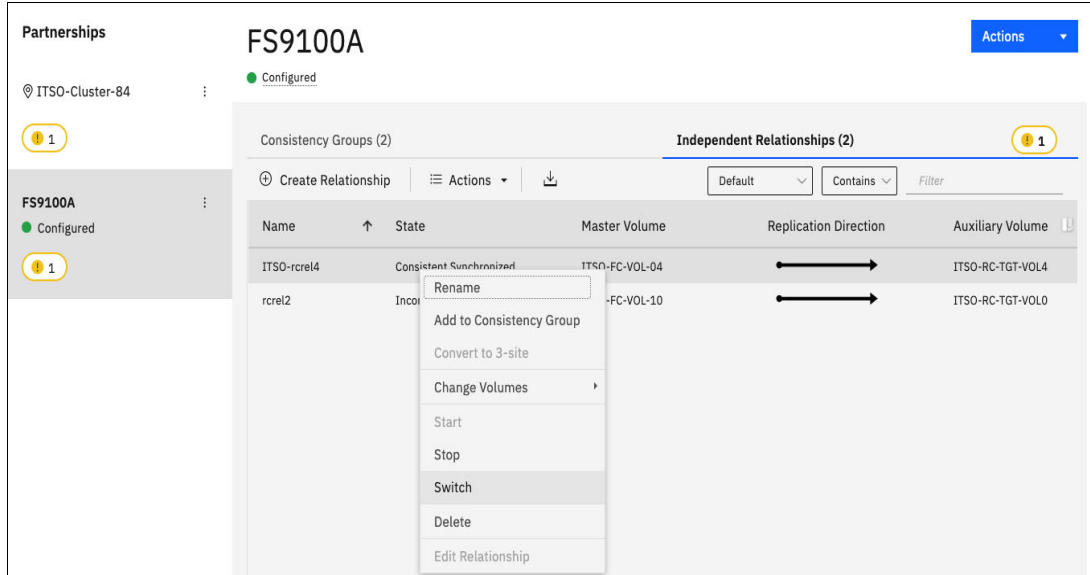 Partnerships
ITSO-Cluster-84
1
FS9100A
Configured
1
FS9100A
Configured
Actions
Consistency Groups (2)
Independent Relationships (2) 1
Create Relationship Actions Default Contains Filter
Name State Master Volume Replication Direction Auxiliary Volume
ITSO-rcrel4 Consistent Synchronized ITSO-FC-VOL-04 ITSO-RC-TGT-VOL4
rcrel2 -FC-VOL-10 ITSO-RC-TGT-VOL0
Rename
Add to Consistency Group
Convert to 3-site
Change Volumes
Start
Stop
Switch
Delete
Edit Relationship